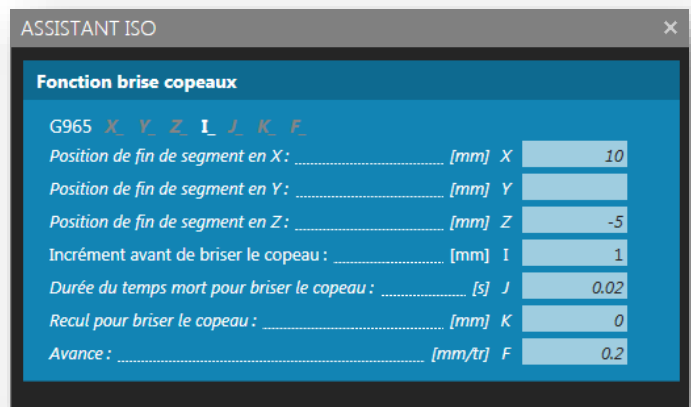 ASSISTANT ISO ×
Fonction brise copeaux
G965 X_ Y_ Z_ I_ J_ K_ F_
Position de fin de segment en X : [mm] X 10
Position de fin de segment en Y : [mm] Y
Position de fin de segment en Z : [mm] Z -5
Incrément avant de briser le copeau : [mm] I 1
Durée du temps mort pour briser le copeau : [s] J 0.02
Recul pour briser le copeau : [mm] K 0
Avance : [mm/tr] F 0.2